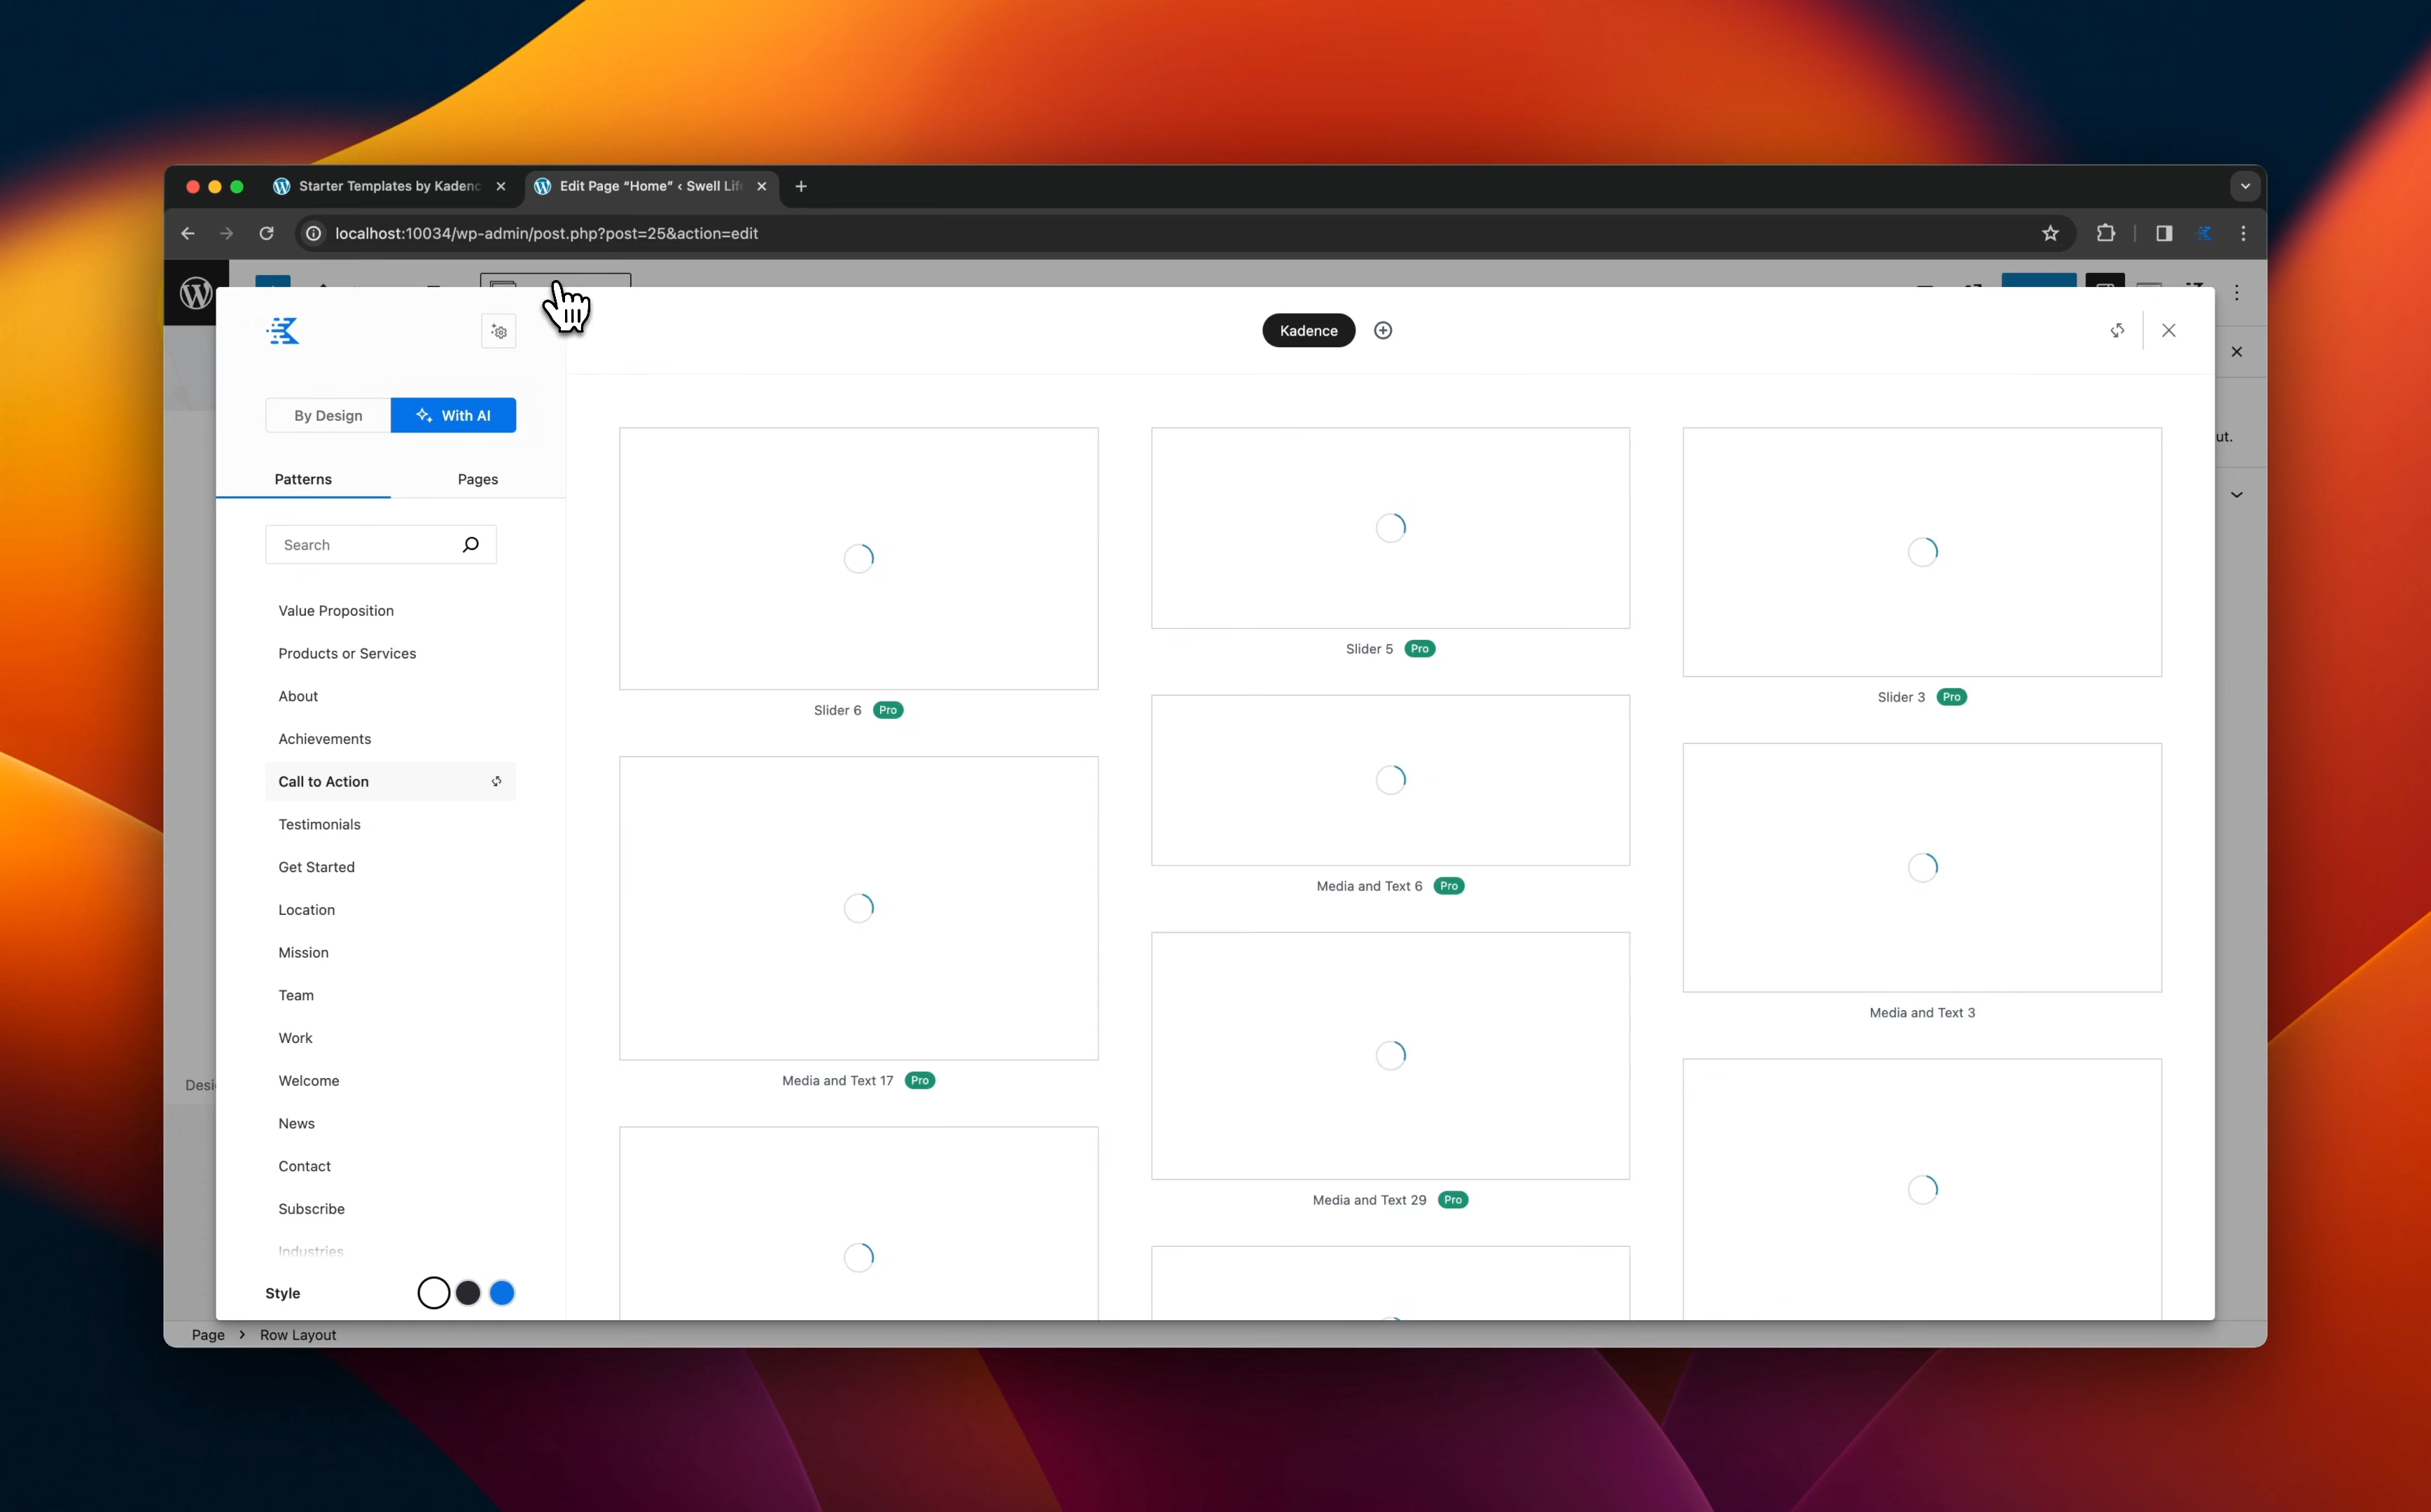 Starter Templates by Kadenc
Edit Page “Home” ‹ Swell Lif
localhost:10034/wp-admin/post.php?post=25&action=edit
Kadence
By Design
With AI
Patterns
Pages
Search
Value Proposition
Products or Services
About
Achievements
Call to Action
Testimonials
Get Started
Location
Mission
Team
Work
Welcome
News
Contact
Subscribe
Industries
Style
Slider 6 Pro
Media and Text 17 Pro
Slider 5 Pro
Media and Text 6 Pro
Media and Text 29 Pro
Slider 3 Pro
Media and Text 3
ut.
Desi
Page › Row Layout